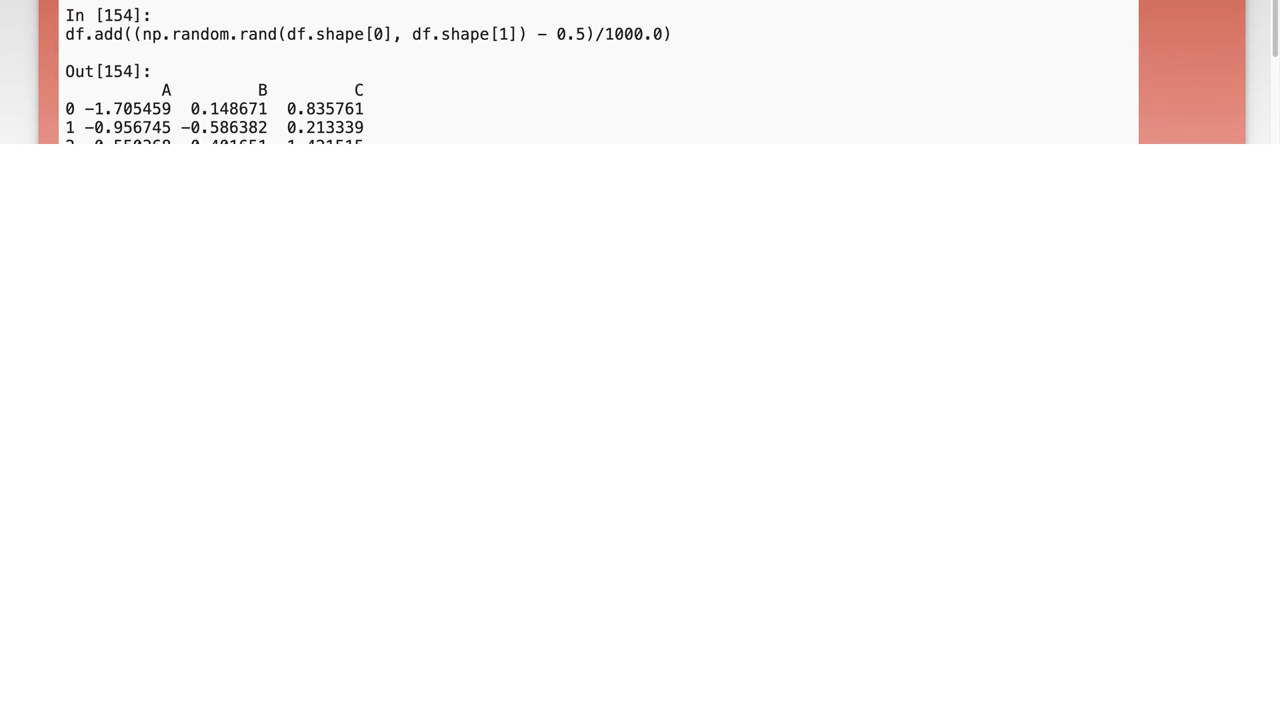 In [154]:
df.add((np.random.rand(df.shape[0], df.shape[1]) − 0.5)/1000.0)
Out[154]:
A B C
0 −1.705459 0.148671 0.835761
1 −0.956745 −0.586382 0.213339